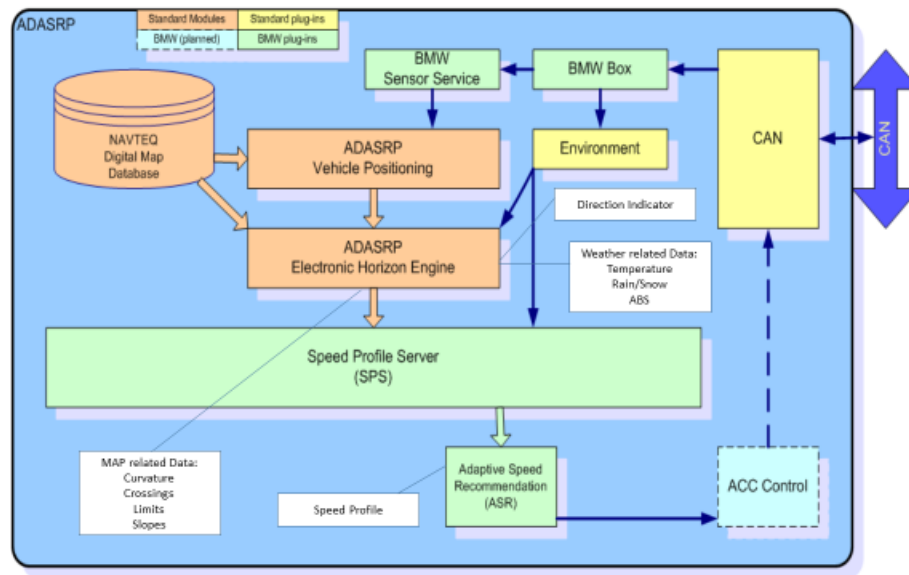 ADASRP
Standard Modules
Standard plug-ins
BMW (planned)
BMW plug-ins
BMW
Sensor Service
BMW Box
CAN
CAN
NAVTEQ
Digital Map
Database
ADASRP
Vehicle Positioning
Environment
Direction Indicator
ADASRP
Electronic Horizon Engine
Weather related Data:
Temperature
Rain/Snow
ABS
Speed Profile Server
(SPS)
MAP related Data:
Curvature
Crossings
Limits
Slopes
Speed Profile
Adaptive Speed
Recommendation
(ASR)
ACC Control